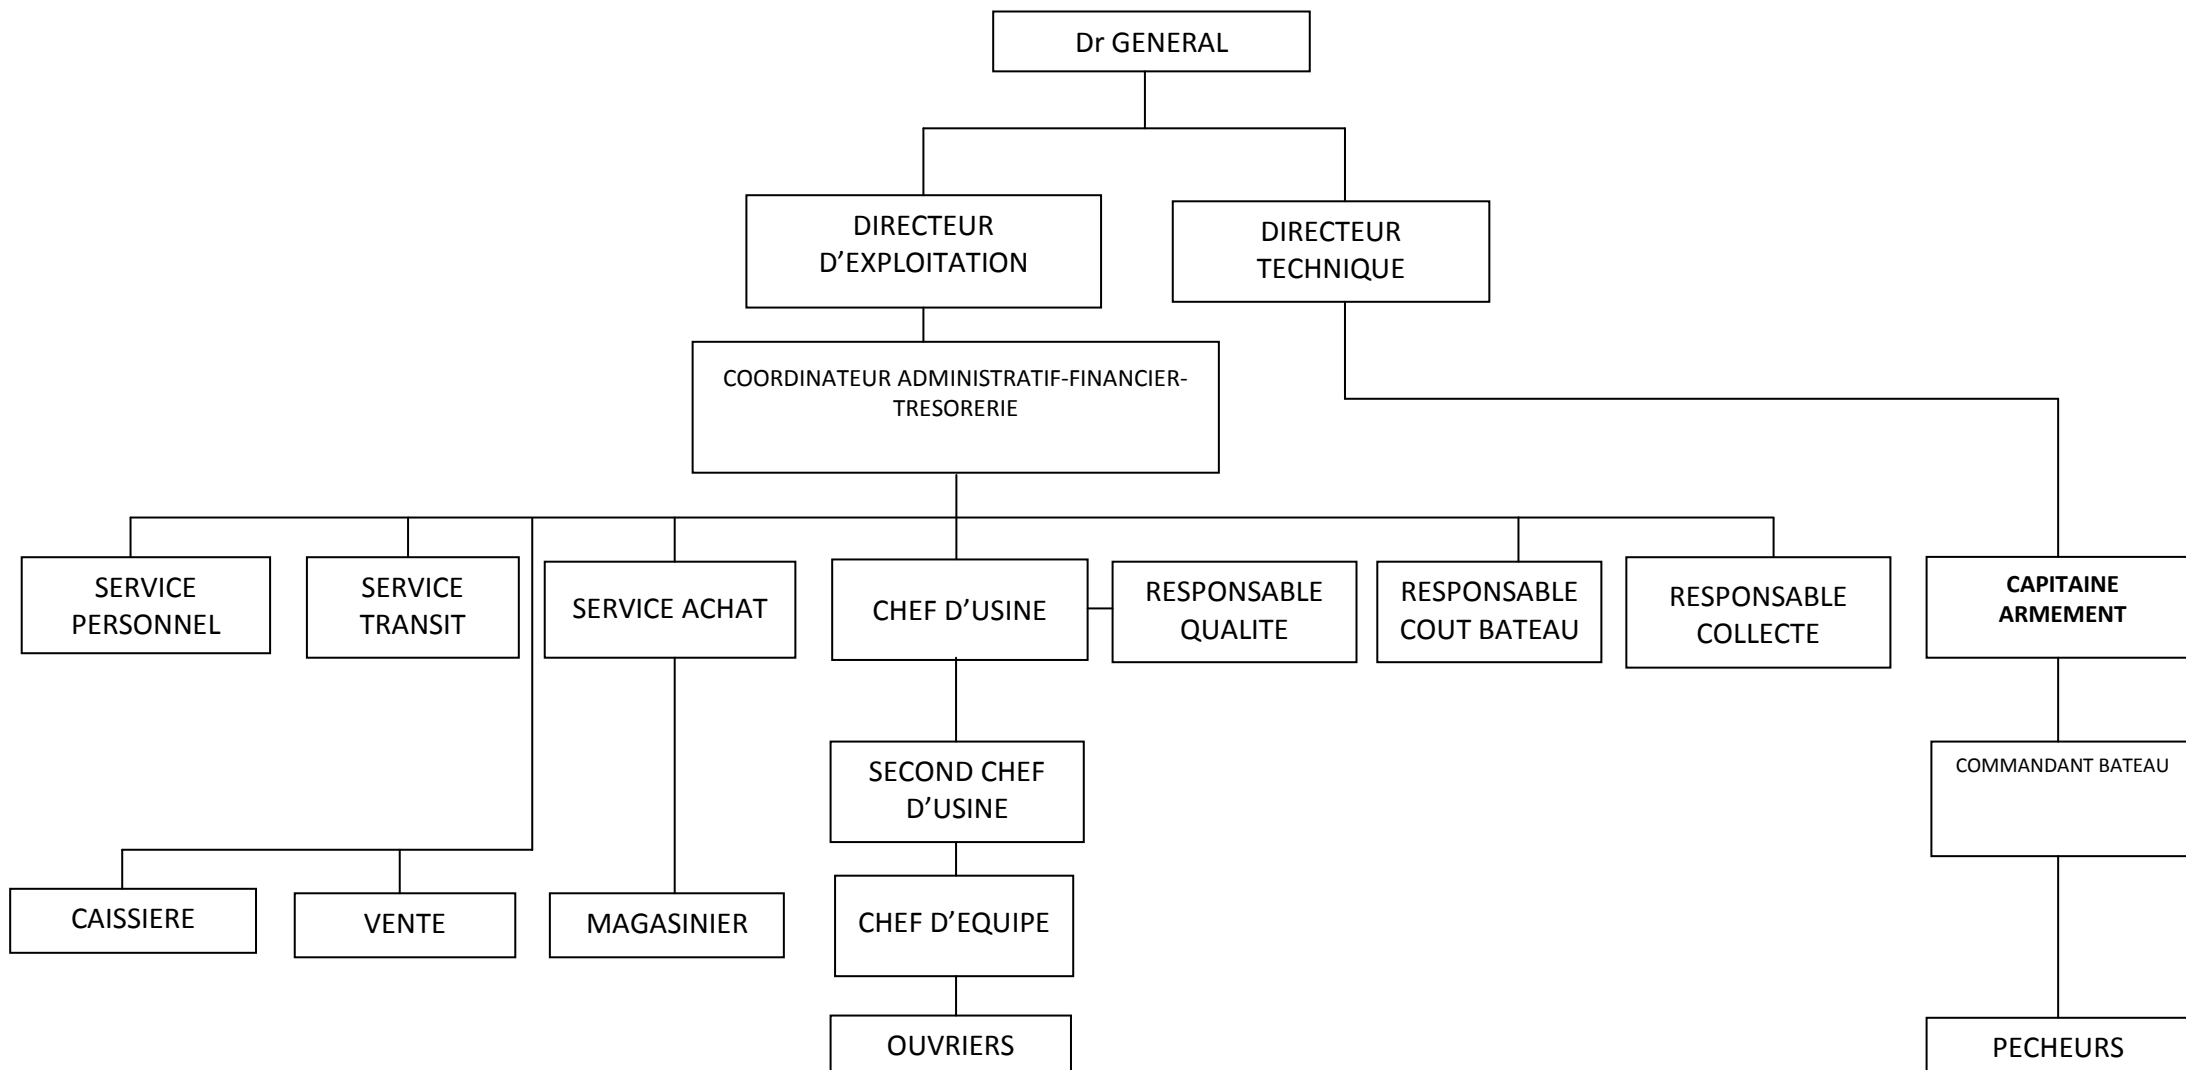 Dr GENERAL
DIRECTEUR
D’EXPLOITATION
DIRECTEUR
TECHNIQUE
COORDINATEUR ADMINISTRATIF-FINANCIER-
TRESORERIE
SERVICE
PERSONNEL
SERVICE
TRANSIT
SERVICE ACHAT
CHEF D’USINE
RESPONSABLE
QUALITE
RESPONSABLE
COUT BATEAU
RESPONSABLE
COLLECTE
CAPITAINE
ARMEMENT
SECOND CHEF
D’USINE
COMMANDANT BATEAU
CAISSIERE
VENTE
MAGASINIER
CHEF D’EQUIPE
OUVRIERS
PECHEURS